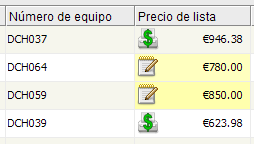 Número de equipo Precio de lista
DCH037 €946.38
DCH064 €780.00
DCH059 €850.00
DCH039 €623.98